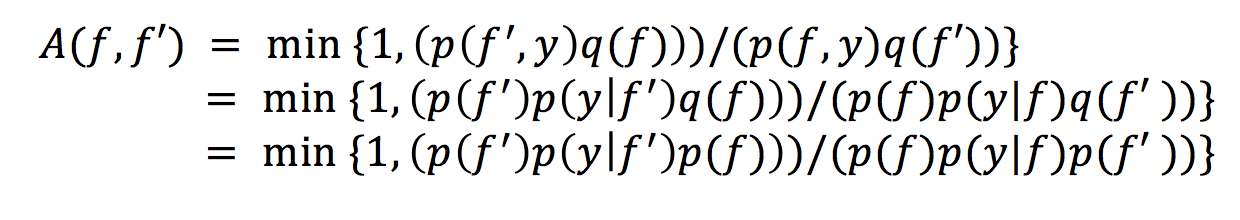 A(f,f′) = min {1,(p(f′,y)q(f)))/(p(f,y)q(f′))}
= min {1,(p(f′)p(y|f′)q(f)))/(p(f)p(y|f)q(f′ ))}
= min {1,(p(f′)p(y|f′)p(f)))/(p(f)p(y|f)p(f′ ))}